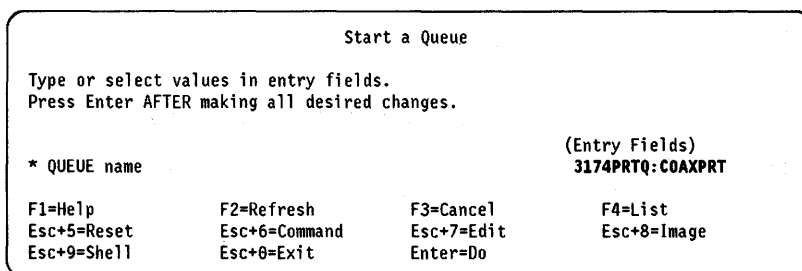 Start a Queue
Type or select values in entry fields.
Press Enter AFTER making all desired changes.
(Entry Fields)
* QUEUE name 3174PRTQ:COAXPRT
F1=Help F2=Refresh F3=Cancel F4=List
Esc+5=Reset Esc+6=Command Esc+7=Edit Esc+8=Image
Esc+9=Shell Esc+0=Exit Enter=Do